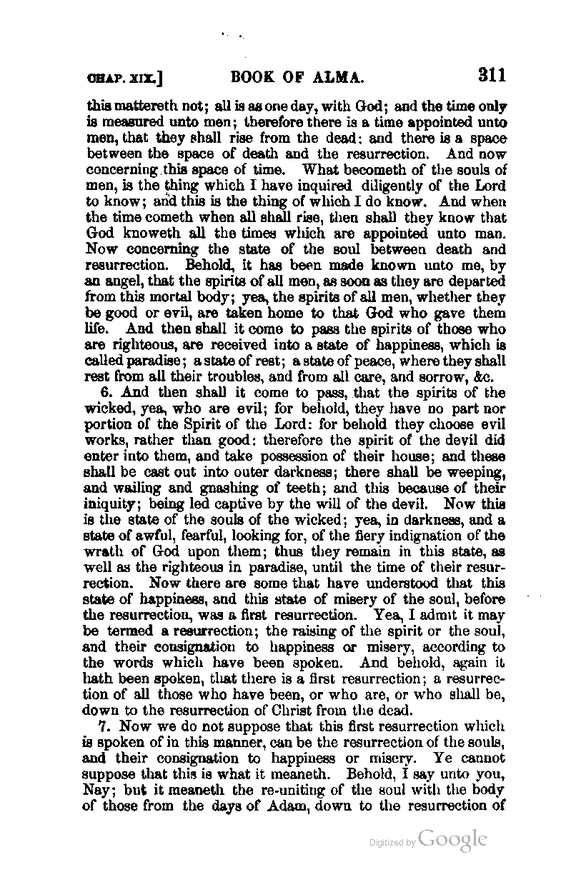 CHAP. XIX.] BOOK OF ALMA. 311
this mattereth not; all is as one day, with God; and the time only
is measured unto men; therefore there is a time appointed unto
men, that they shall rise from the dead: and there is a space
between the space of death and the resurrection. And now
concerning this space of time. What becometh of the souls of
men, is the thing which I have inquired diligently of the Lord
to know; and this is the thing of which I do know. And when
the time cometh when all shall rise, then shall they know that
God knoweth all the times which are appointed unto man.
Now concerning the state of the soul between death and
resurrection. Behold, it has been made known unto me, by
an angel, that the spirits of all men, as soon as they are departed
from this mortal body; yea, the spirits of all men, whether they
be good or evil, are taken home to that God who gave them
life. And then shall it come to pass the spirits of those who
are righteous, are received into a state of happiness, which is
called paradise; a state of rest; a state of peace, where they shall
rest from all their troubles, and from all care, and sorrow, &c.
6. And then shall it come to pass, that the spirits of the
wicked, yea, who are evil; for behold, they have no part nor
portion of the Spirit of the Lord: for behold they choose evil
works, rather than good: therefore the spirit of the devil did
enter into them, and take possession of their house; and these
shall be cast out into outer darkness; there shall be weeping,
and wailing and gnashing of teeth; and this because of their
iniquity; being led captive by the will of the devil. Now this
is the state of the souls of the wicked; yea, in darkness, and a
state of awful, fearful, looking for, of the fiery indignation of the
wrath of God upon them; thus they remain in this state, as
well as the righteous in paradise, until the time of their resur-
rection. Now there are some that have understood that this
state of happiness, and this state of misery of the soul, before
the resurrection, was a first resurrection. Yea, I admit it may
be termed a resurrection; the raising of the spirit or the soul,
and their consignation to happiness or misery, according to
the words which have been spoken. And behold, again it
hath been spoken, that there is a first resurrection; a resurrec-
tion of all those who have been, or who are, or who shall be,
down to the resurrection of Christ from the dead.
7. Now we do not suppose that this first resurrection which
is spoken of in this manner, can be the resurrection of the souls,
and their consignation to happiness or misery. Ye cannot
suppose that this is what it meaneth. Behold, I say unto you,
Nay; but it meaneth the re-uniting of the soul with the body
of those from the days of Adam, down to the resurrection of
Digitized by Google